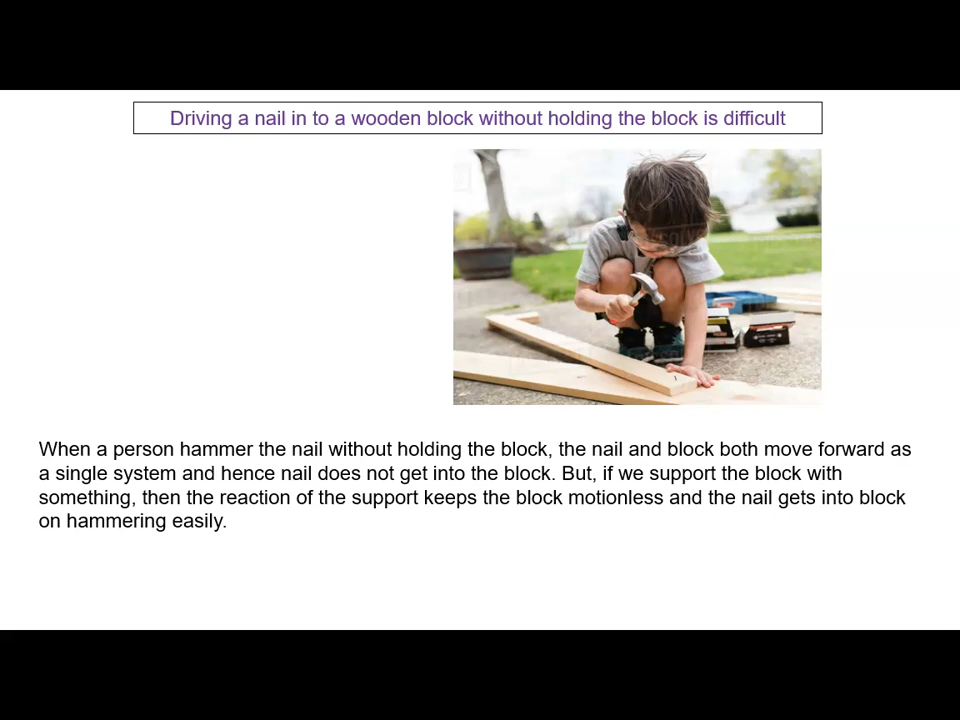 Driving a nail in to a wooden block without holding the block is difficult
When a person hammer the nail without holding the block, the nail and block both move forward as
a single system and hence nail does not get into the block. But, if we support the block with
something, then the reaction of the support keeps the block motionless and the nail gets into block
on hammering easily.